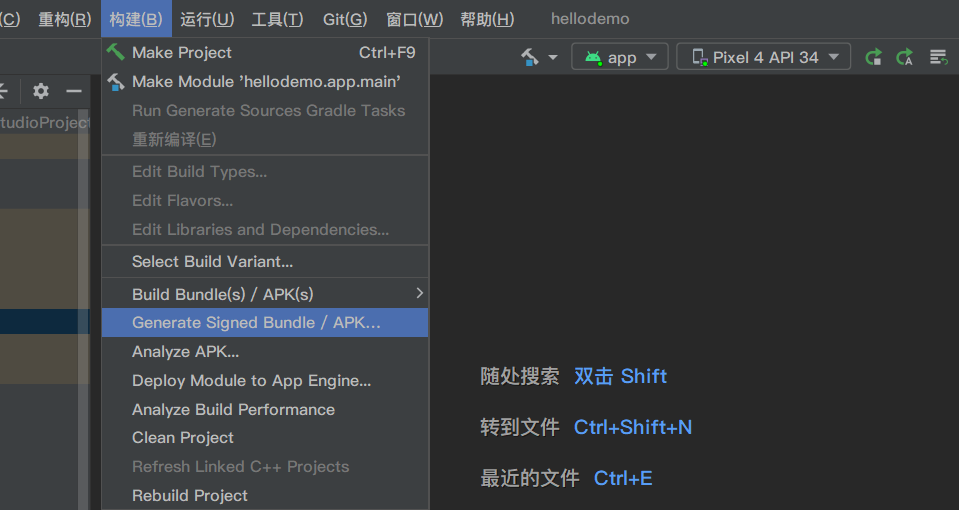 (C) 重构(R) 构建(B) 运行(U) 工具(T) Git(G) 窗口(W) 帮助(H) hellodemo
Make Project Ctrl+F9
app Pixel 4 API 34
Make Module 'hellodemo.app.main'
Run Generate Sources Gradle Tasks
tudioProject
重新编译(E)
Edit Build Types...
Edit Flavors...
Edit Libraries and Dependencies...
Select Build Variant...
Build Bundle(s) / APK(s)
Generate Signed Bundle / APK...
Analyze APK...
Deploy Module to App Engine...
Analyze Build Performance
Clean Project
Refresh Linked C++ Projects
Rebuild Project
随处搜索 双击 Shift
转到文件 Ctrl+Shift+N
最近的文件 Ctrl+E